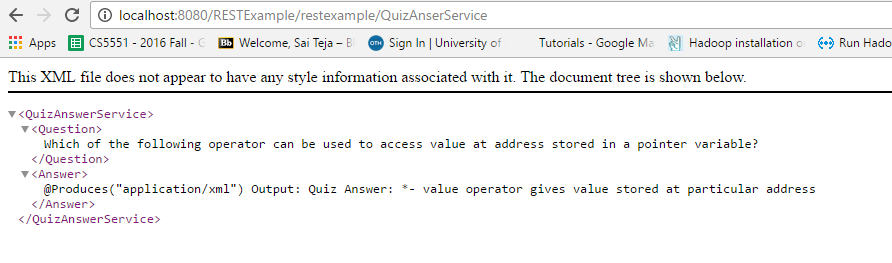 localhost:8080/RESTExample/restexample/QuizAnserService
Apps CS5551 - 2016 Fall - G Bb Welcome, Sai Teja – B OTH Sign In | University of Tutorials - Google Ma Hadoop installation o Run Hado
This XML file does not appear to have any style information associated with it. The document tree is shown below.
▼<QuizAnswerService>
▼<Question>
Which of the following operator can be used to access value at address stored in a pointer variable?
</Question>
▼<Answer>
@Produces("application/xml") Output: Quiz Answer: *- value operator gives value stored at particular address
</Answer>
</QuizAnswerService>